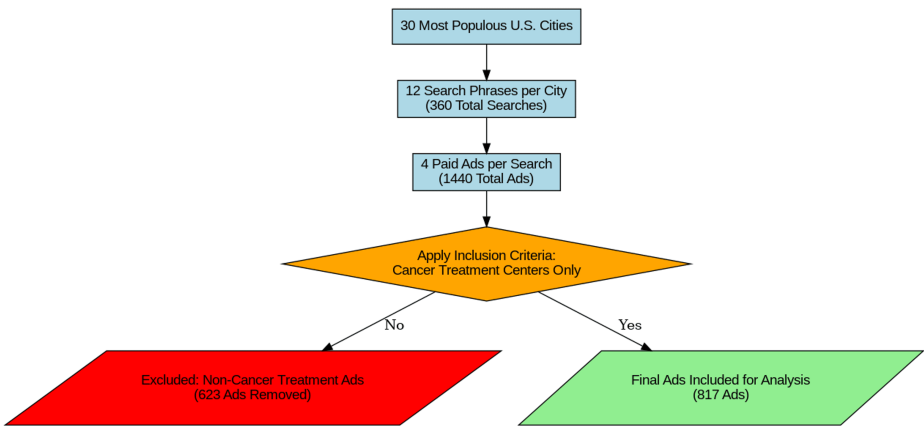 30 Most Populous U.S. Cities
12 Search Phrases per City
(360 Total Searches)
4 Paid Ads per Search
(1440 Total Ads)
Apply Inclusion Criteria:
Cancer Treatment Centers Only
No
Yes
Excluded: Non-Cancer Treatment Ads
(623 Ads Removed)
Final Ads Included for Analysis
(817 Ads)